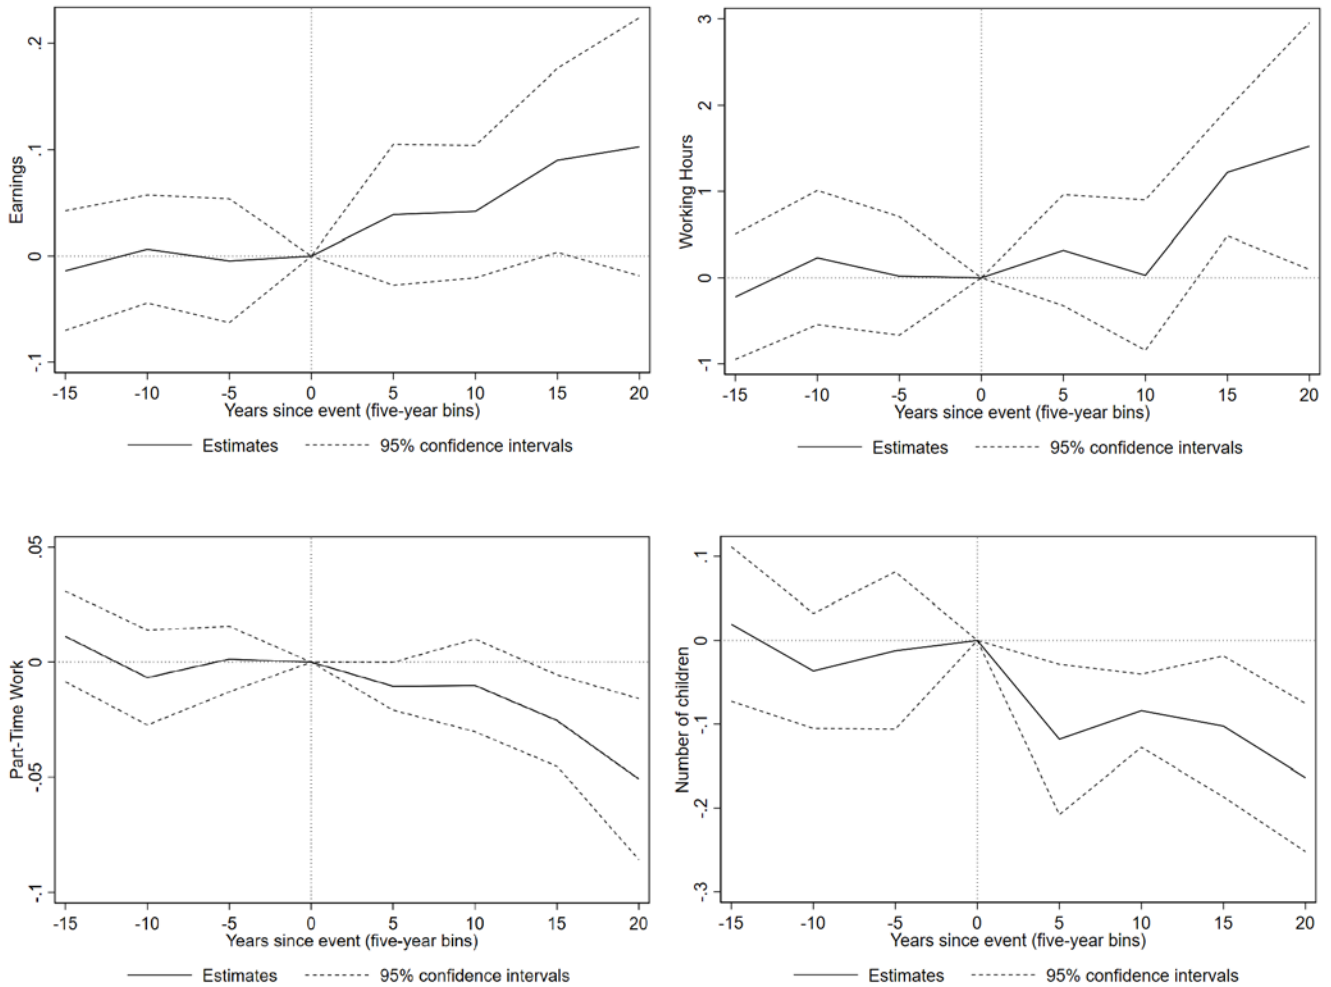 Earnings
.2
.1
0
-.1
-15 -10 -5 0 5 10 15 20
Years since event (five-year bins)
Estimates 95% confidence intervals
Working Hours
3
2
1
0
-1
-15 -10 -5 0 5 10 15 20
Years since event (five-year bins)
Estimates 95% confidence intervals
Part-Time Work
.05
0
-.05
-.1
-15 -10 -5 0 5 10 15 20
Years since event (five-year bins)
Estimates 95% confidence intervals
Number of children
.1
0
-.1
-.2
-.3
-15 -10 -5 0 5 10 15 20
Years since event (five-year bins)
Estimates 95% confidence intervals